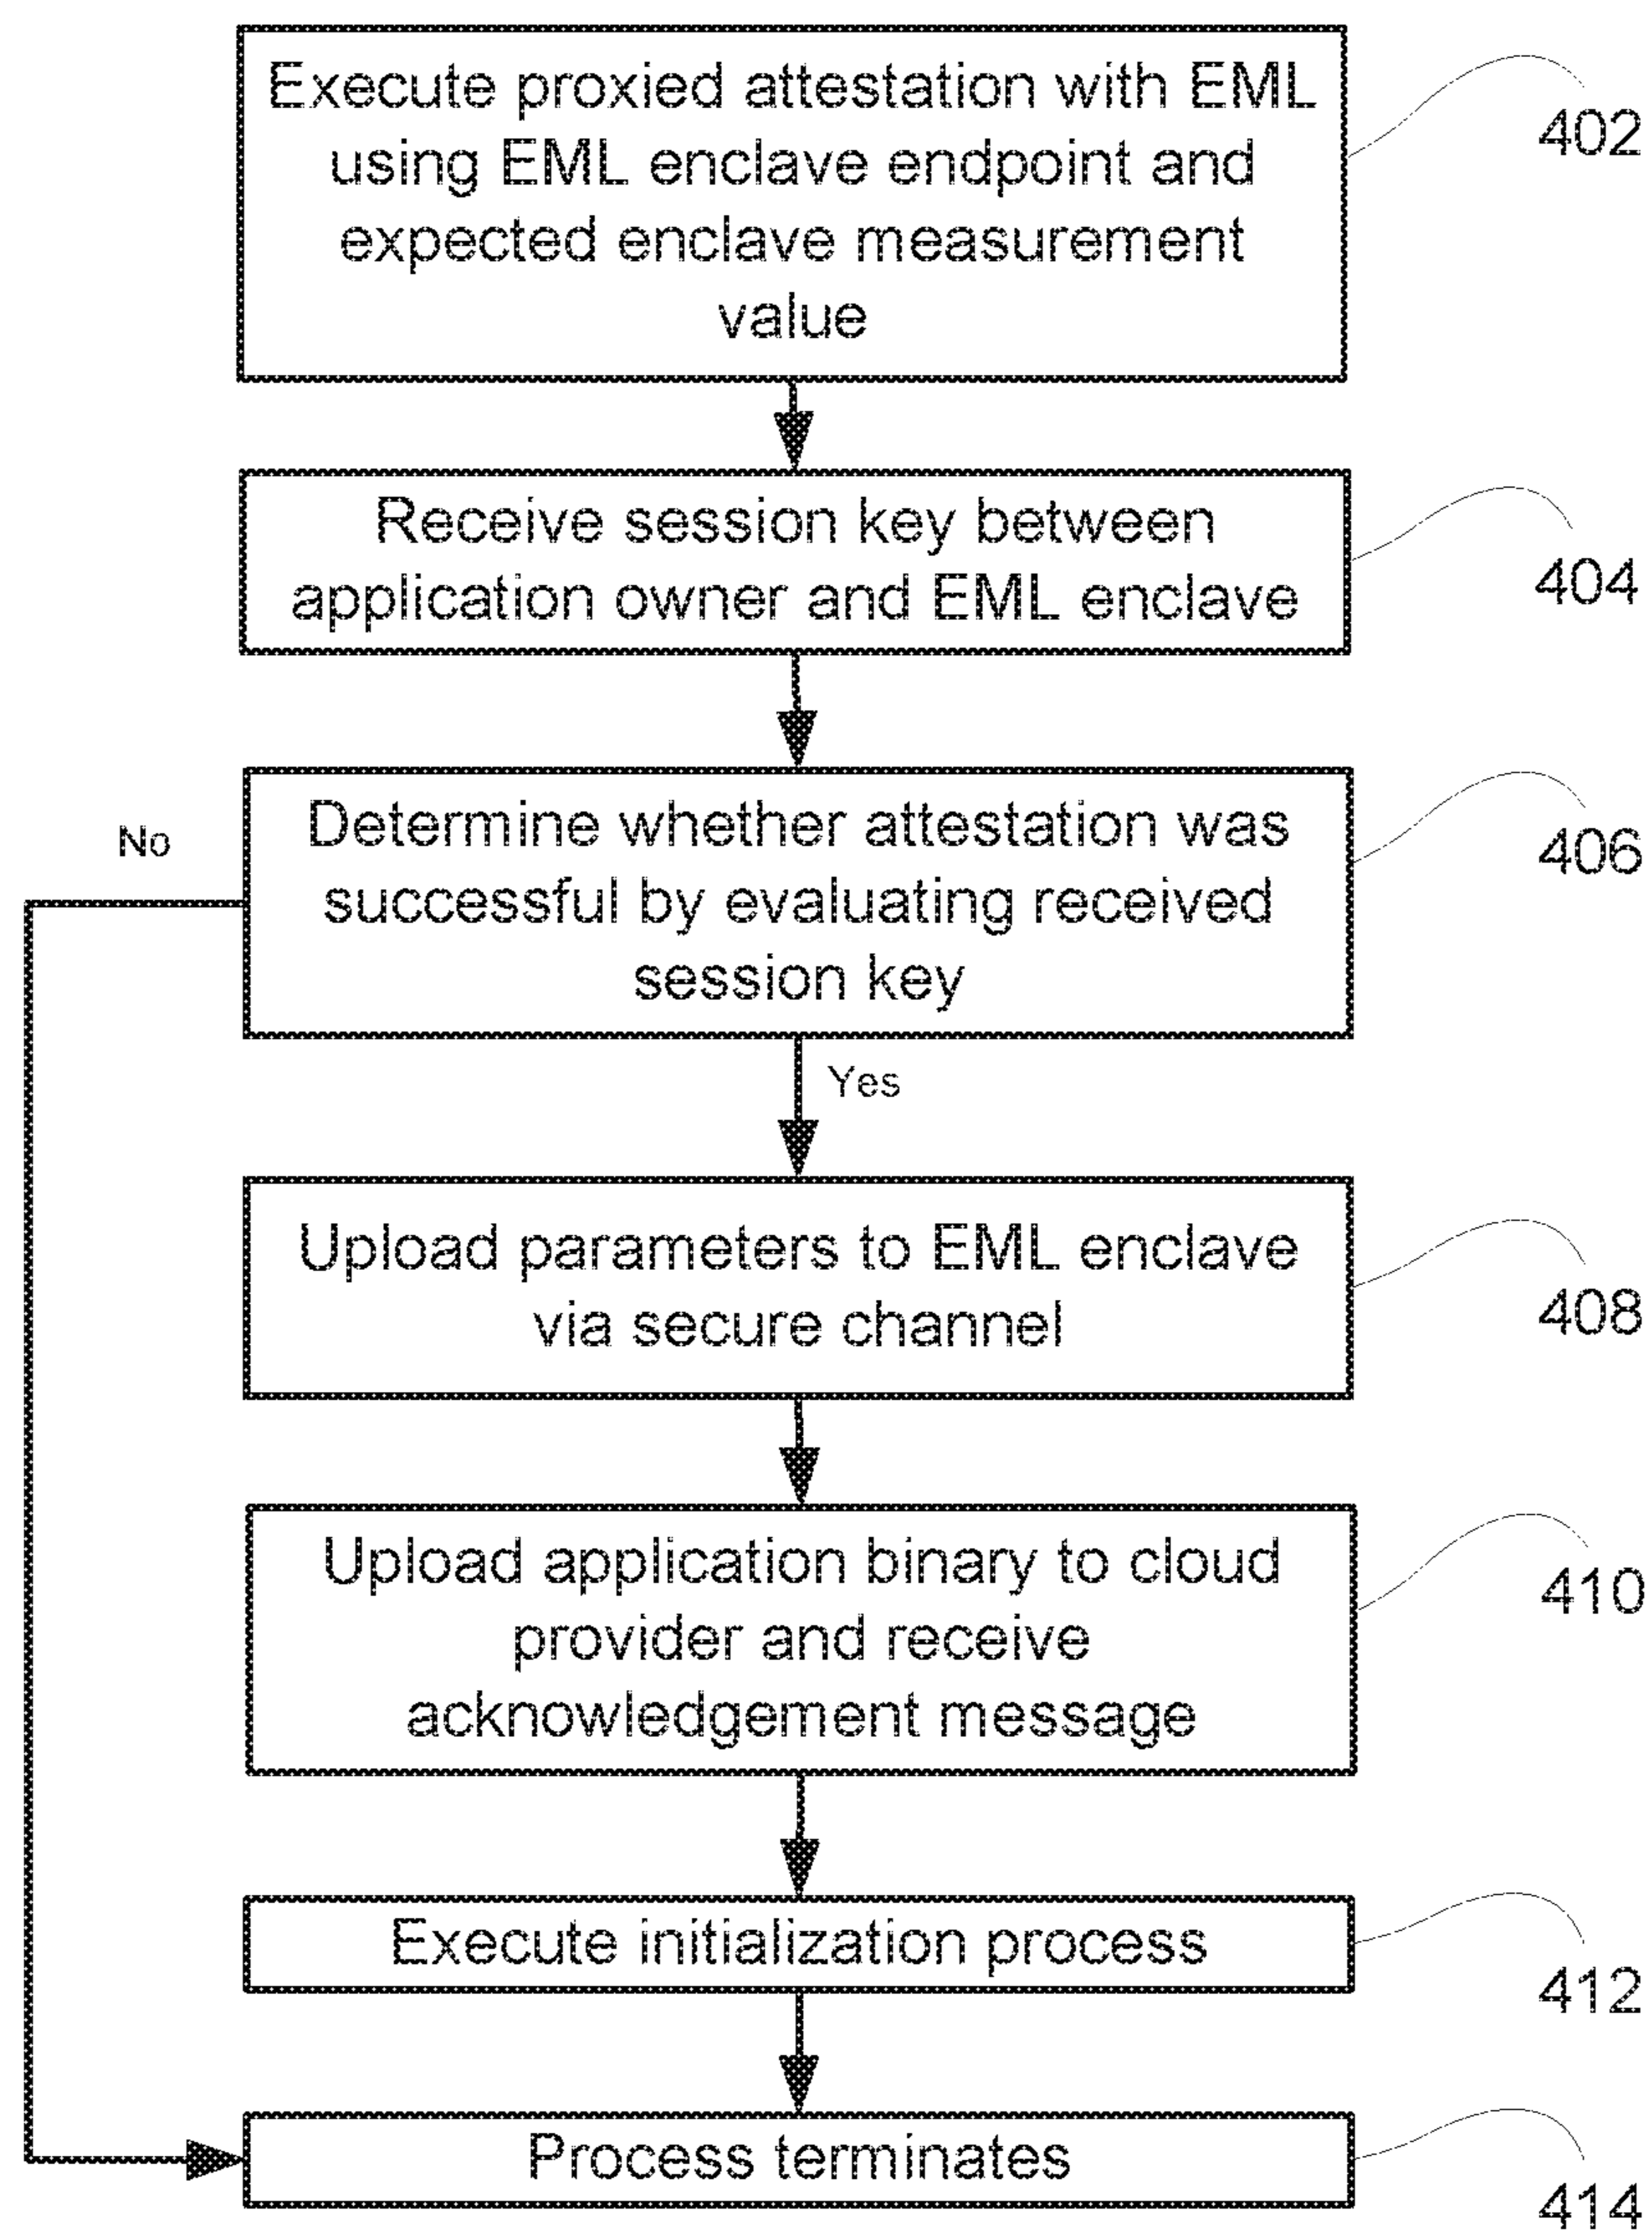 Execute proxied attestation with EML
using EML enclave endpoint and
expected enclave measurement
value
402
Receive session key between
application owner and EML enclave
404
Determine whether attestation was
successful by evaluating received
session key
406
No
Yes
Upload parameters to EML enclave
via secure channel
408
Upload application binary to cloud
provider and receive
acknowledgement message
410
Execute initialization process
412
Process terminates
414